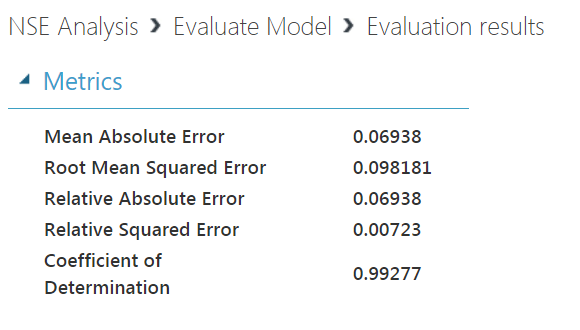 NSE Analysis › Evaluate Model › Evaluation results
Metrics
Mean Absolute Error 0.06938
Root Mean Squared Error 0.098181
Relative Absolute Error 0.06938
Relative Squared Error 0.00723
Coefficient of
Determination 0.99277